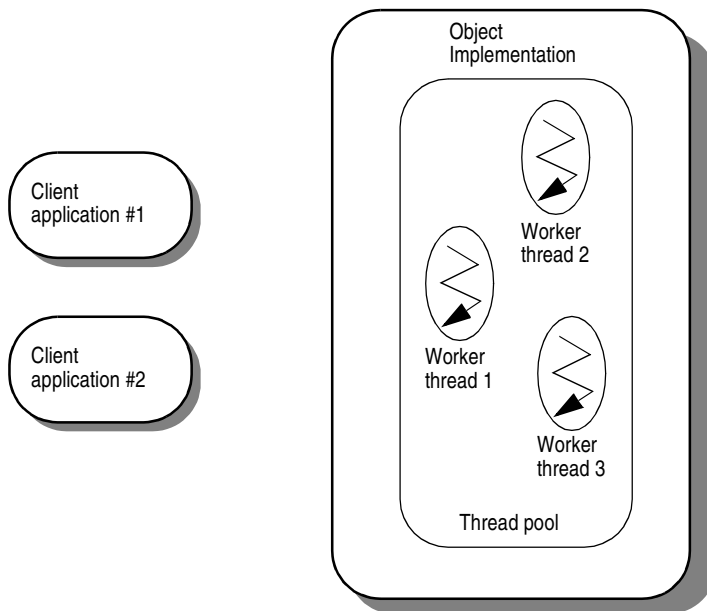 Object
Implementation
Client
application #1
Worker
thread 2
Client
application #2
Worker
thread 1
Worker
thread 3
Thread pool